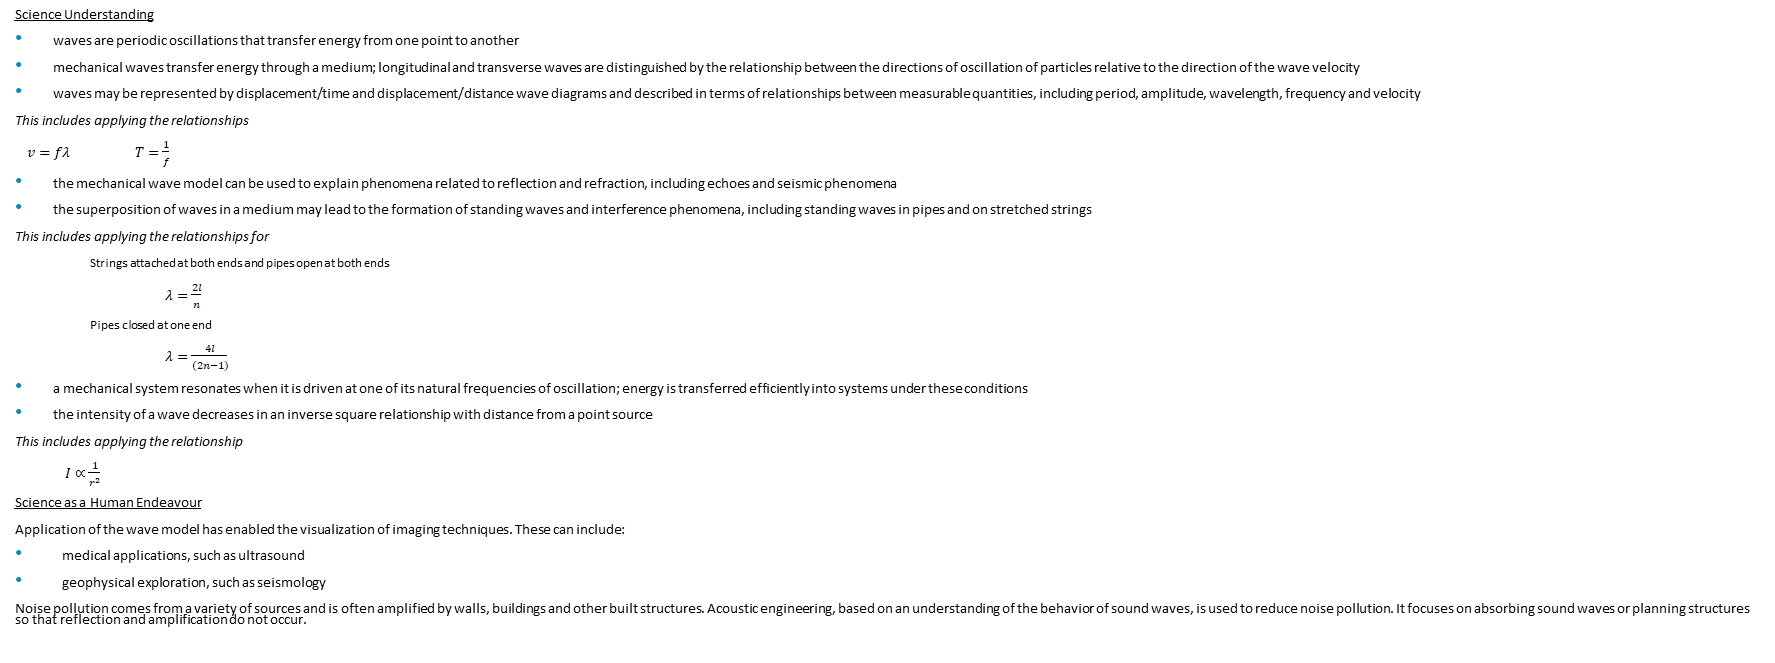 Science Understanding
• waves are periodic oscillations that transfer energy from one point to another
• mechanical waves transfer energy through a medium; longitudinal and transverse waves are distinguished by the relationship between the directions of oscillation of particles relative to the direction of the wave velocity
• waves may be represented by displacement/time and displacement/distance wave diagrams and described in terms of relationships between measurable quantities, including period, amplitude, wavelength, frequency and velocity
This includes applying the relationships
v = fλ T = 1/f
• the mechanical wave model can be used to explain phenomena related to reflection and refraction, including echoes and seismic phenomena
• the superposition of waves in a medium may lead to the formation of standing waves and interference phenomena, including standing waves in pipes and on stretched strings
This includes applying the relationships for
Strings attached at both ends and pipes open at both ends
λ = 2l/n
Pipes closed at one end
λ = 4l/(2n−1)
• a mechanical system resonates when it is driven at one of its natural frequencies of oscillation; energy is transferred efficiently into systems under these conditions
• the intensity of a wave decreases in an inverse square relationship with distance from a point source
This includes applying the relationship
I ∝ 1/r²
Science as a Human Endeavour
Application of the wave model has enabled the visualization of imaging techniques. These can include:
• medical applications, such as ultrasound
• geophysical exploration, such as seismology
Noise pollution comes from a variety of sources and is often amplified by walls, buildings and other built structures. Acoustic engineering, based on an understanding of the behavior of sound waves, is used to reduce noise pollution. It focuses on absorbing sound waves or planning structures
so that reflection and amplification do not occur.